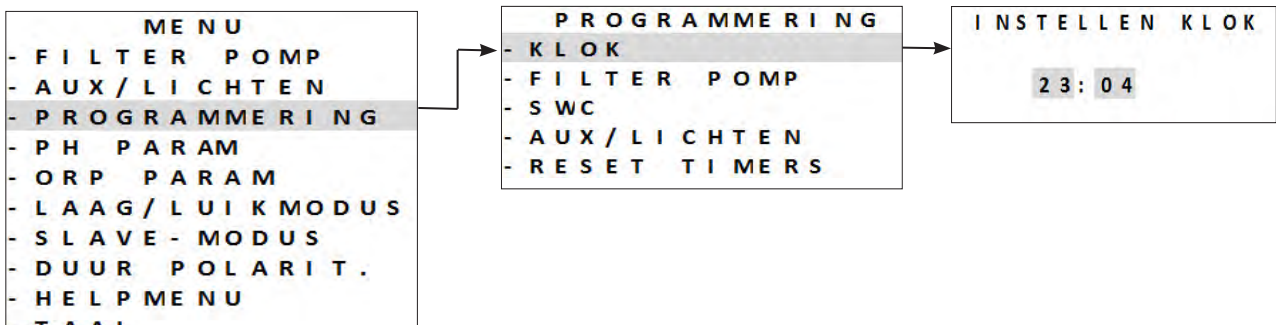 MENU
- FILTER POMP
- AUX/LICHTEN
- PROGRAMMERING
- PH PARAM
- ORP PARAM
- LAAG/LUIKMODUS
- SLAVE-MODUS
- DUUR POLARIT.
- HELPMENU
PROGRAMMERING
- KLOK
- FILTER POMP
- SWC
- AUX/LICHTEN
- RESET TIMERS
INSTELLEN KLOK
23:04